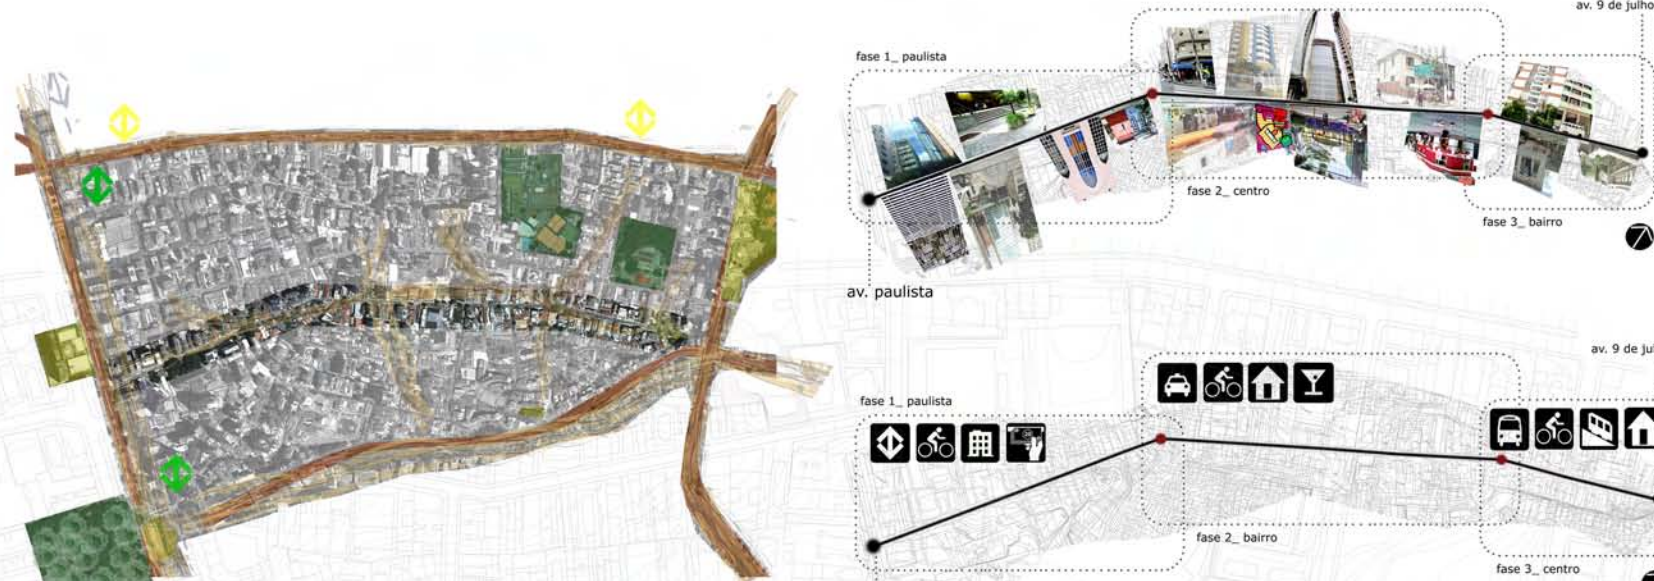 av. 9 de julho
fase 1_ paulista
fase 2_ centro
fase 3_ bairro
av. paulista
av. 9 de jul
fase 1_ paulista
fase 2_ bairro
fase 3_ centro